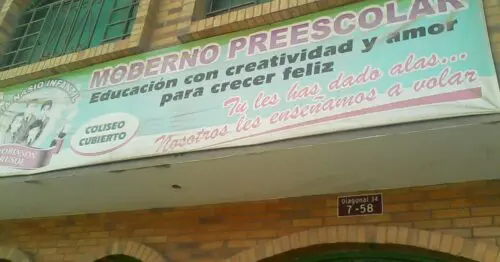 MODERNO PREESCOLAR
Educación con creatividad y amor
para crecer feliz
Tu les has dado alas...
Nosotros les enseñamos a volar
COLISEO
CUBIERTO
Diagonal 34
7-58